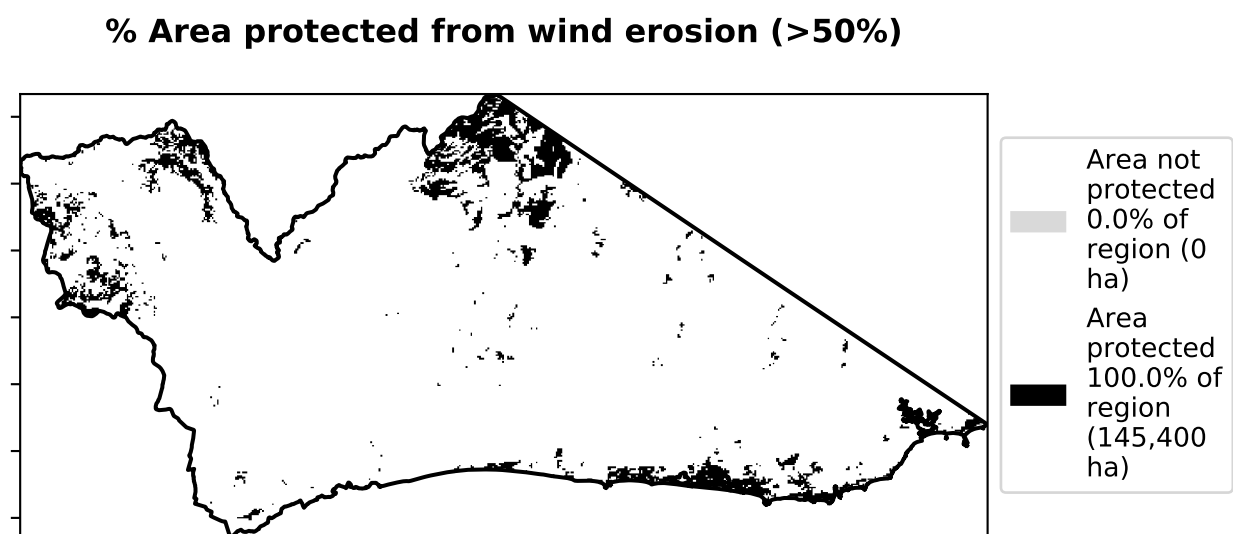 % Area protected from wind erosion (>50%)
Area not
protected
0.0% of
region (0
ha)
Area
protected
100.0% of
region
(145,400
ha)